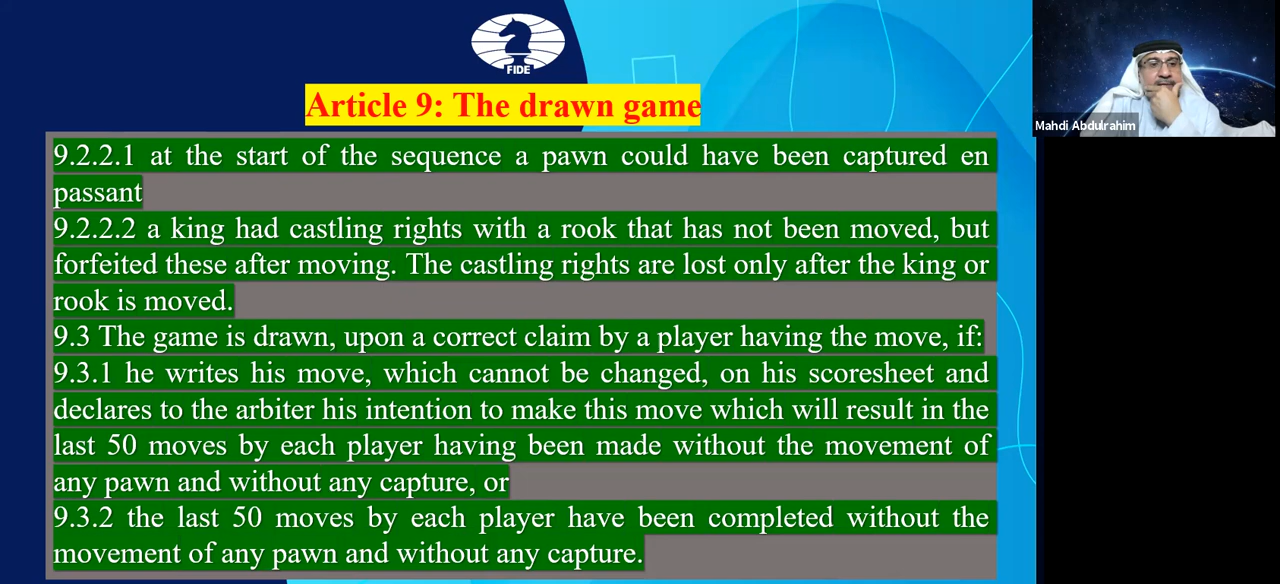 FIDE
Mahdi Abdulrahim
Article 9: The drawn game
9.2.2.1 at the start of the sequence a pawn could have been captured en
passant
9.2.2.2 a king had castling rights with a rook that has not been moved, but
forfeited these after moving. The castling rights are lost only after the king or
rook is moved.
9.3 The game is drawn, upon a correct claim by a player having the move, if:
9.3.1 he writes his move, which cannot be changed, on his scoresheet and
declares to the arbiter his intention to make this move which will result in the
last 50 moves by each player having been made without the movement of
any pawn and without any capture, or
9.3.2 the last 50 moves by each player have been completed without the
movement of any pawn and without any capture.